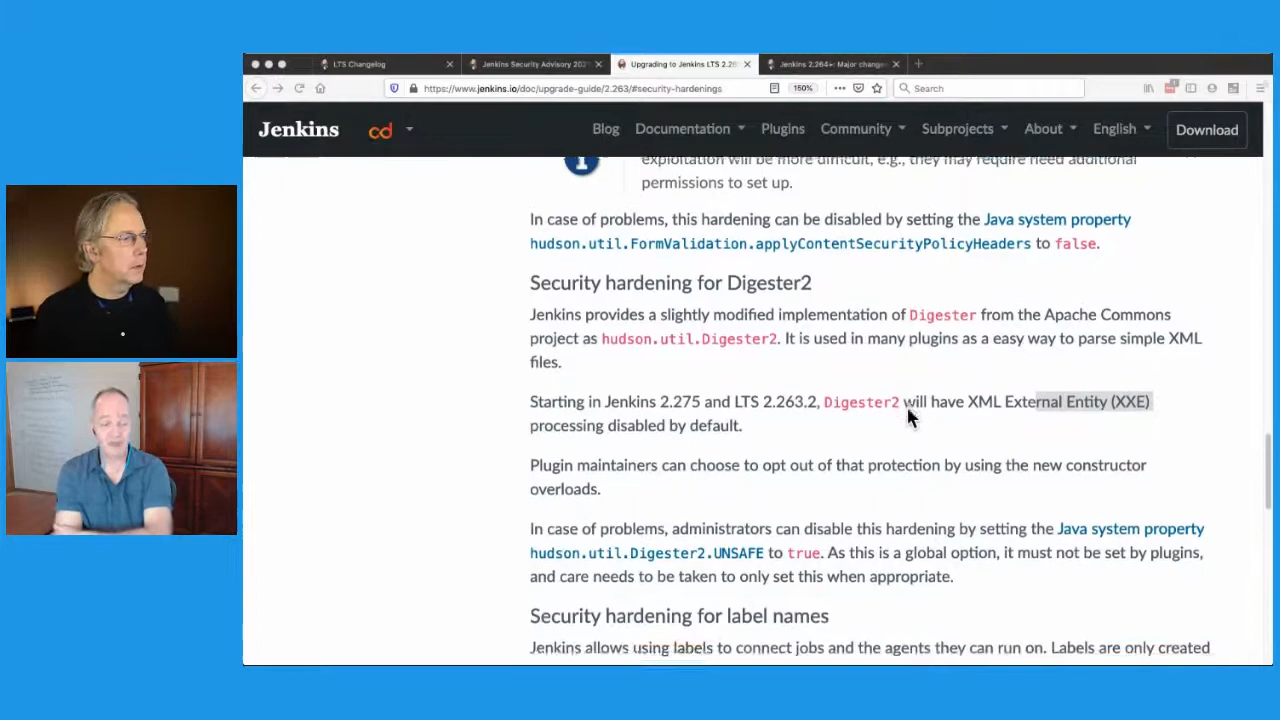 LTS Changelog
Jenkins Security Advisory 202
Upgrading to Jenkins LTS 2.26
Jenkins 2.264+: Major change
https://www.jenkins.io/doc/upgrade-guide/2.263/#security-hardenings
150%
Search
Jenkins
cd
Blog
Documentation
Plugins
Community
Subprojects
About
English
Download
exploitation will be more difficult, e.g., they may require need additional
permissions to set up.
In case of problems, this hardening can be disabled by setting the Java system property
hudson.util.FormValidation.applyContentSecurityPolicyHeaders to false.
Security hardening for Digester2
Jenkins provides a slightly modified implementation of Digester from the Apache Commons
project as hudson.util.Digester2. It is used in many plugins as a easy way to parse simple XML
files.
Starting in Jenkins 2.275 and LTS 2.263.2, Digester2 will have XML External Entity (XXE)
processing disabled by default.
Plugin maintainers can choose to opt out of that protection by using the new constructor
overloads.
In case of problems, administrators can disable this hardening by setting the Java system property
hudson.util.Digester2.UNSAFE to true. As this is a global option, it must not be set by plugins,
and care needs to be taken to only set this when appropriate.
Security hardening for label names
Jenkins allows using labels to connect jobs and the agents they can run on. Labels are only created